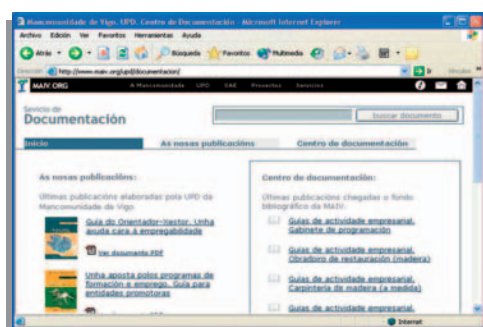 Mancomunidade de Vigo. UPD. Centro de Documentación - Microsoft Internet Explorer
Archivo Edición Ver Favoritos Herramientas Ayuda
Atrás Búsqueda Favoritos Multimedia
Dirección http://www.maiv.org/upd/documentacion/ Ir Vínculos
MAIV.ORG A Mancomunidade UPD SAE Proxectos Servizos
Servicio de
Documentación
buscar documento
Inicio As nosas publicacións Centro de documentación
As nosas publicacións:
Últimas publicacións elaboradas pola UPD da
Mancomunidade de Vigo.
Guía do Orientador-Xestor. Unha
axuda cara á empregabilidade
Ver documento.PDF
Unha aposta polos programas de
formación e emprego. Guía para
entidades promotoras
Centro de documentación:
Últimas publicacións chegadas o fondo
bibliográfico da MAIV.
Guías de actividade empresarial.
Gabinete de programación
Guías de actividade empresarial.
Obradoiro de restauración (madeira)
Guías de actividade empresarial.
Carpintería de madeira (a medida)
Guías de actividade empresarial.
Internet